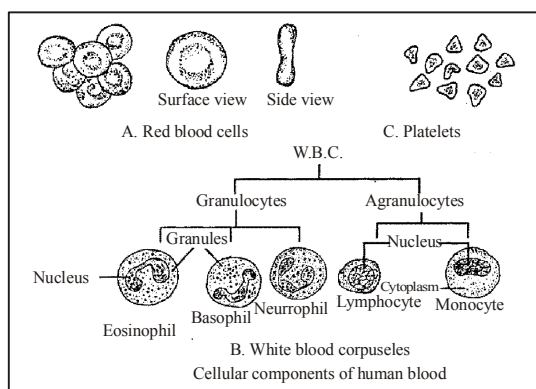 Surface view
Side view
A. Red blood cells
C. Platelets
W.B.C.
Granulocytes
Agranulocytes
Granules
Nucleus
Nucleus
Cytoplasm
Eosinophil
Basophil
Neurrophil
Lymphocyte
Monocyte
B. White blood corpuseles
Cellular components of human blood